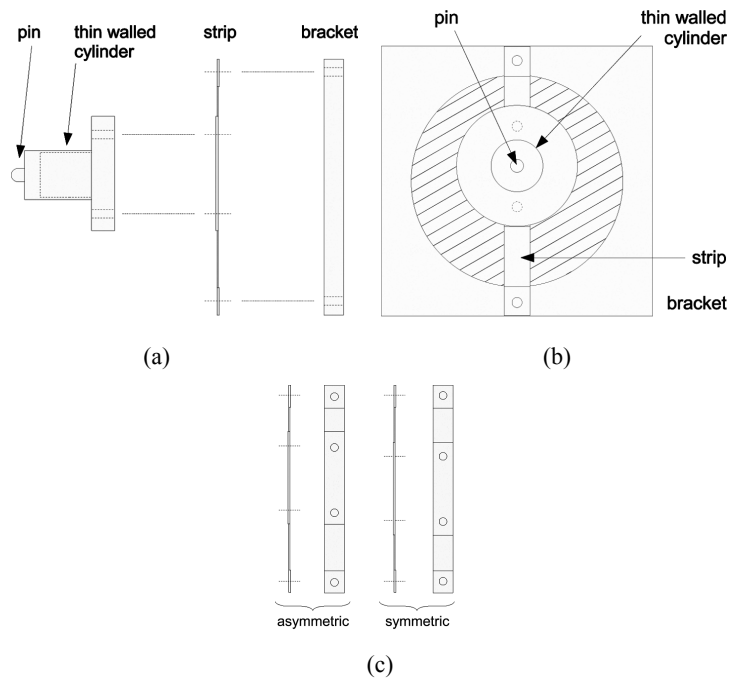 pin
thin walled
cylinder
strip
bracket
(a)
pin
thin walled
cylinder
strip
bracket
(b)
asymmetric
symmetric
(c)